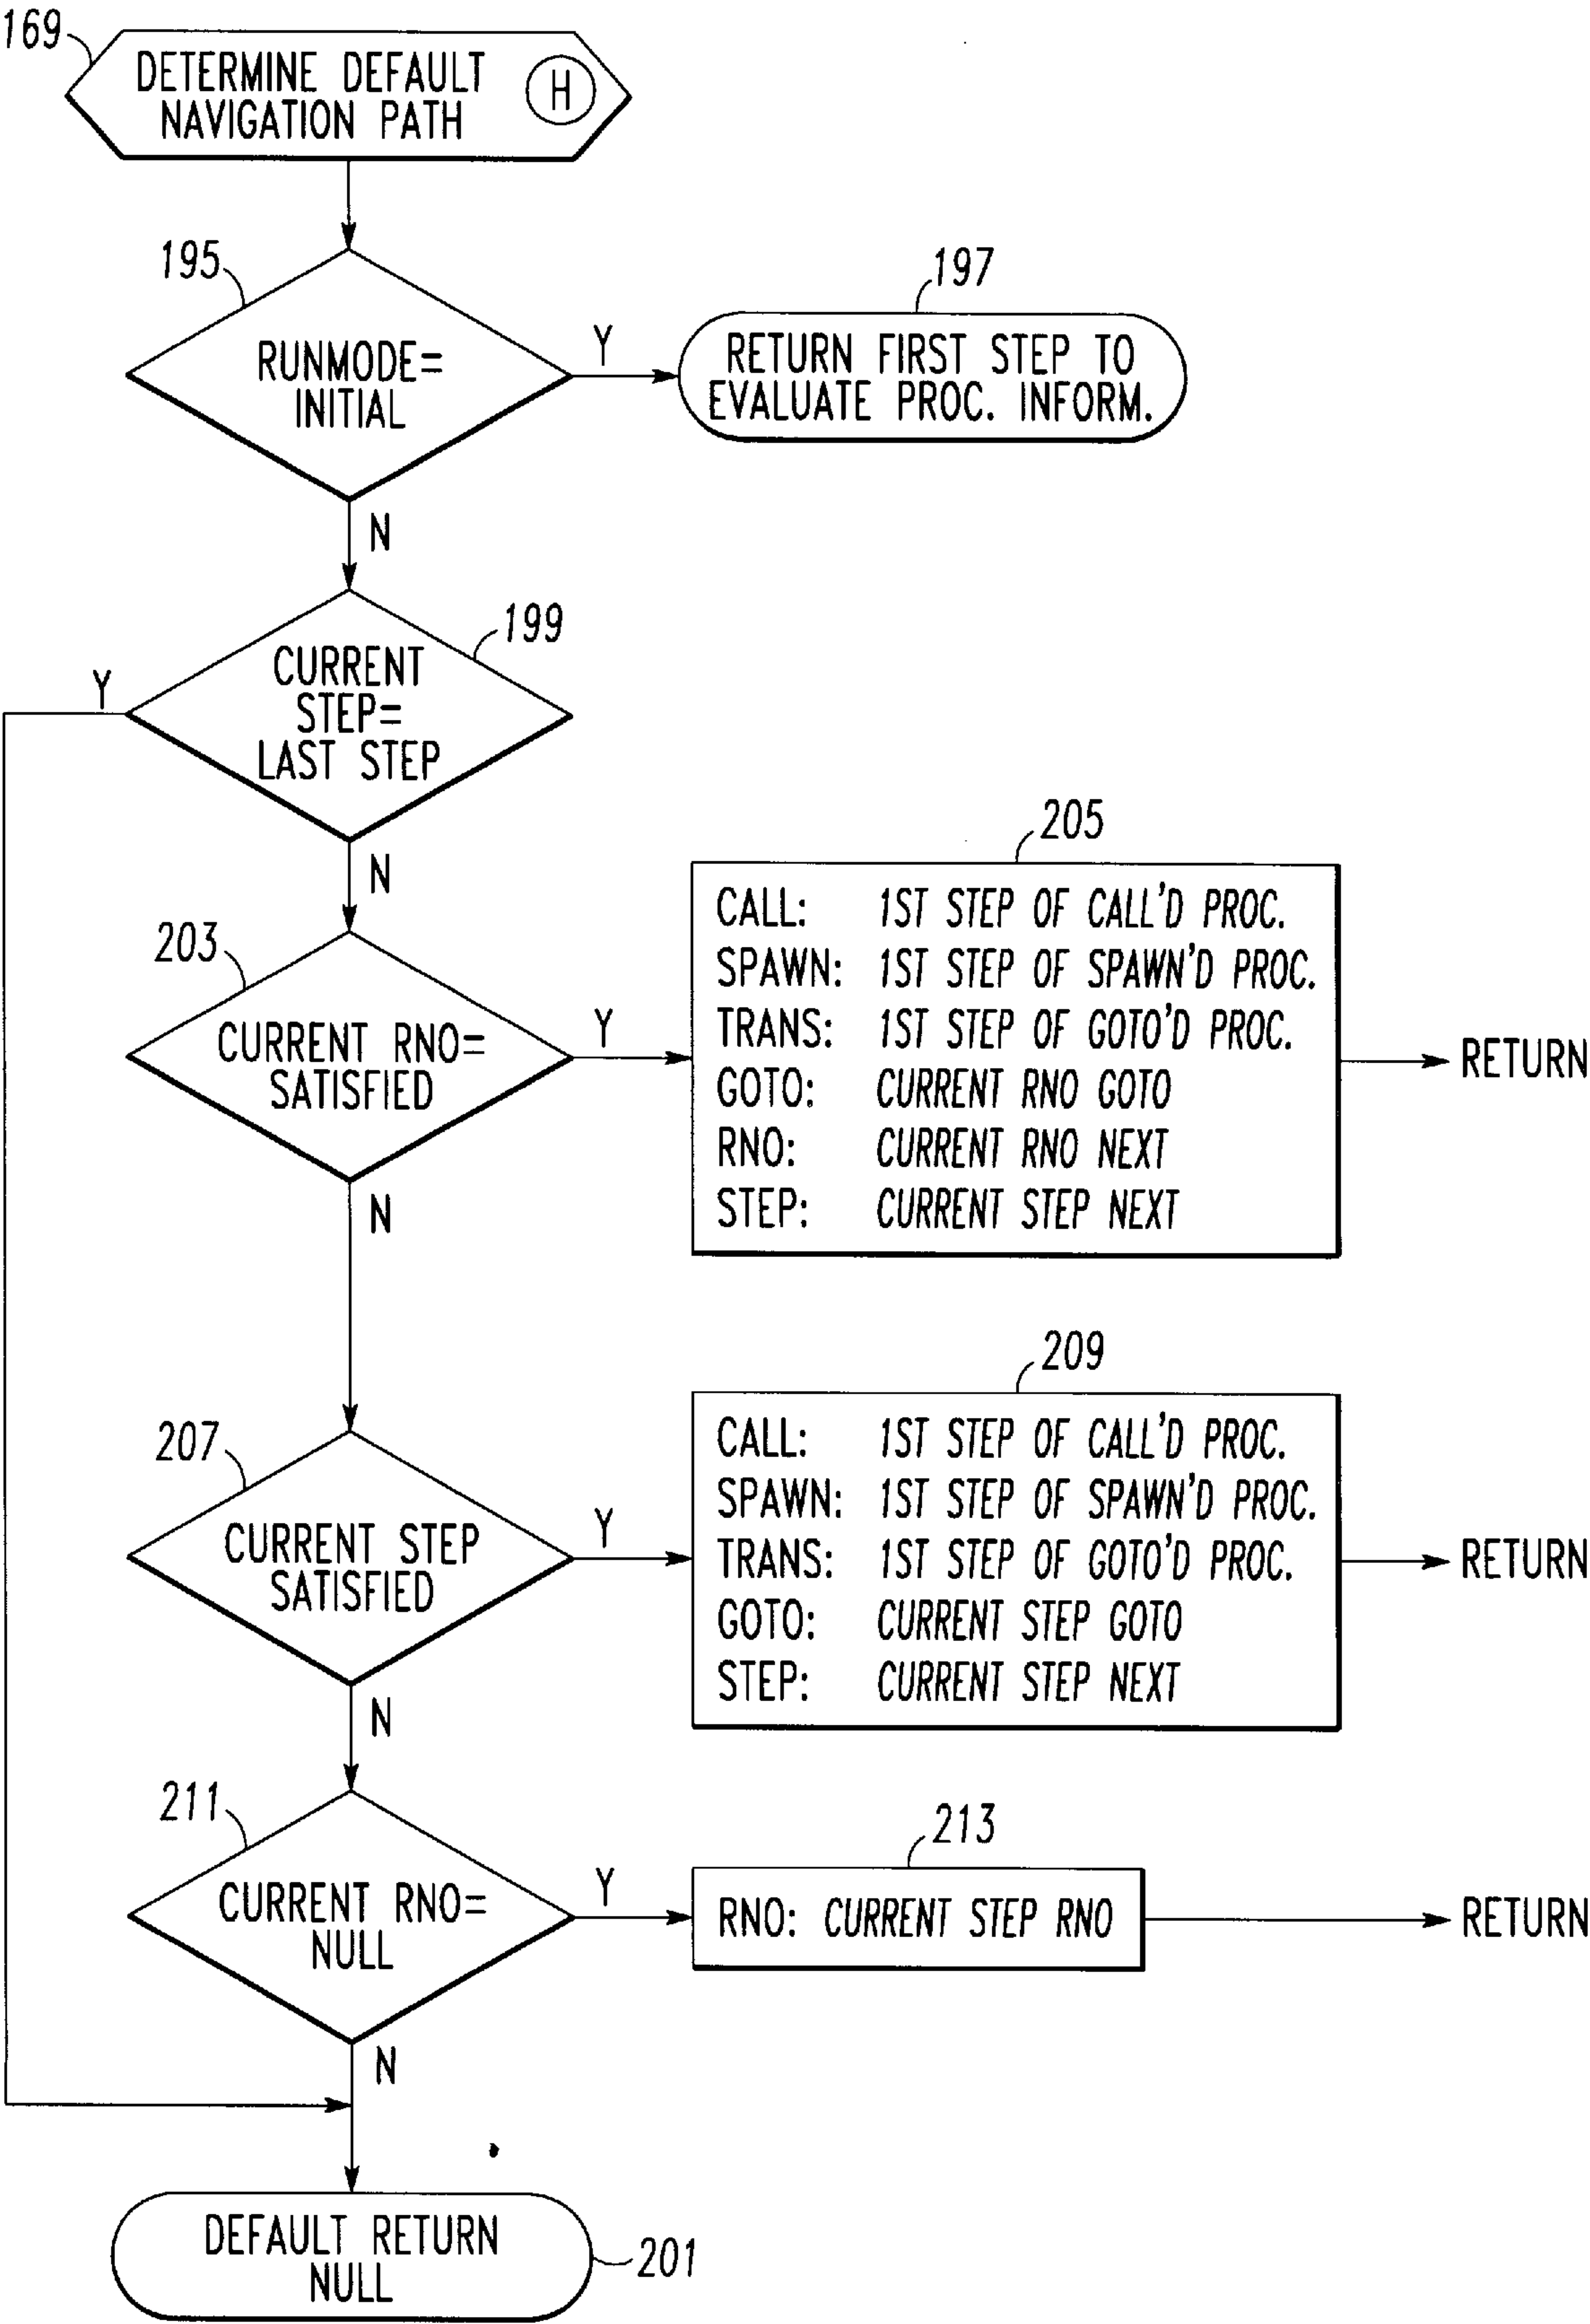 169
DETERMINE DEFAULT
NAVIGATION PATH
H
195
RUNMODE=
INITIAL
Y
197
RETURN FIRST STEP TO
EVALUATE PROC. INFORM.
N
199
CURRENT
STEP=
LAST STEP
Y
N
203
CURRENT RNO=
SATISFIED
Y
205
CALL: 1ST STEP OF CALL'D PROC.
SPAWN: 1ST STEP OF SPAWN'D PROC.
TRANS: 1ST STEP OF GOTO'D PROC.
GOTO: CURRENT RNO GOTO
RNO: CURRENT RNO NEXT
STEP: CURRENT STEP NEXT
RETURN
N
207
CURRENT STEP
SATISFIED
Y
209
CALL: 1ST STEP OF CALL'D PROC.
SPAWN: 1ST STEP OF SPAWN'D PROC.
TRANS: 1ST STEP OF GOTO'D PROC.
GOTO: CURRENT STEP GOTO
STEP: CURRENT STEP NEXT
RETURN
N
211
CURRENT RNO=
NULL
Y
213
RNO: CURRENT STEP RNO
RETURN
N
DEFAULT RETURN
NULL
201